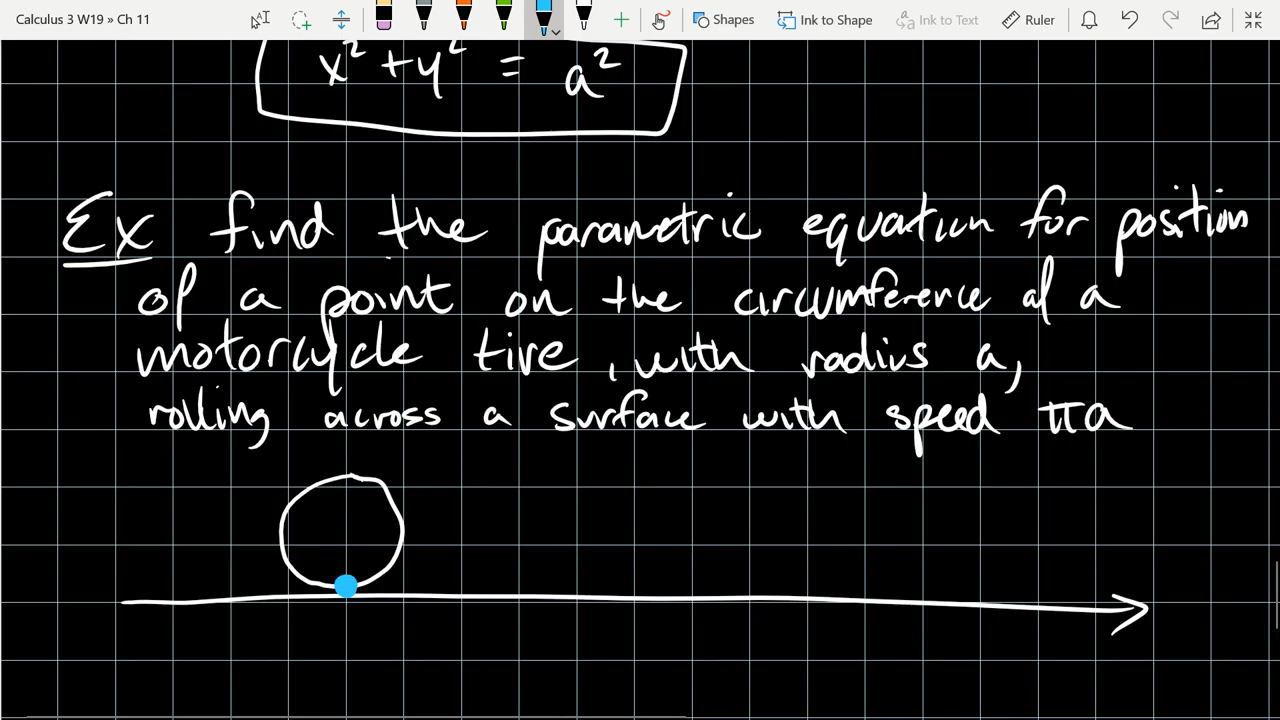 Calculus 3 W19 » Ch 11
Shapes
Ink to Shape
Ink to Text
Ruler
x² + y² = a²
Ex find the parametric equation for position
of a point on the circumference of a
motorcycle tire, with radius a,
rolling across a surface with speed πa